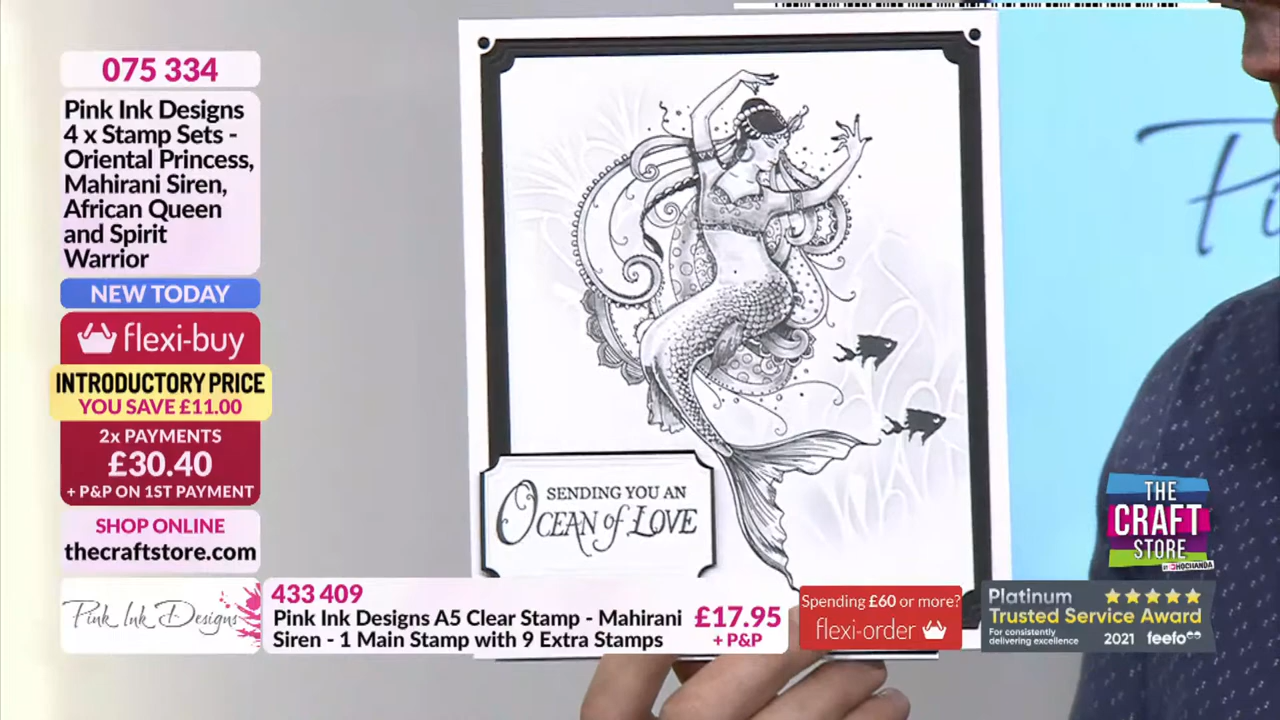 075 334
Pink Ink Designs
4 x Stamp Sets -
Oriental Princess,
Mahirani Siren,
African Queen
and Spirit
Warrior
NEW TODAY
flexi-buy
INTRODUCTORY PRICE
YOU SAVE £11.00
2x PAYMENTS
£30.40
+ P&P ON 1ST PAYMENT
SHOP ONLINE
thecraftstore.com
SENDING YOU AN
OCEAN of LOVE
THE
CRAFT
STORE
BY HOCHANDA
Pink Ink Designs
433 409
Pink Ink Designs A5 Clear Stamp - Mahirani
Siren - 1 Main Stamp with 9 Extra Stamps
£17.95
+ P&P
Spending £60 or more?
flexi-order
Platinum
Trusted Service Award
For consistently
delivering excellence
2021 feefo